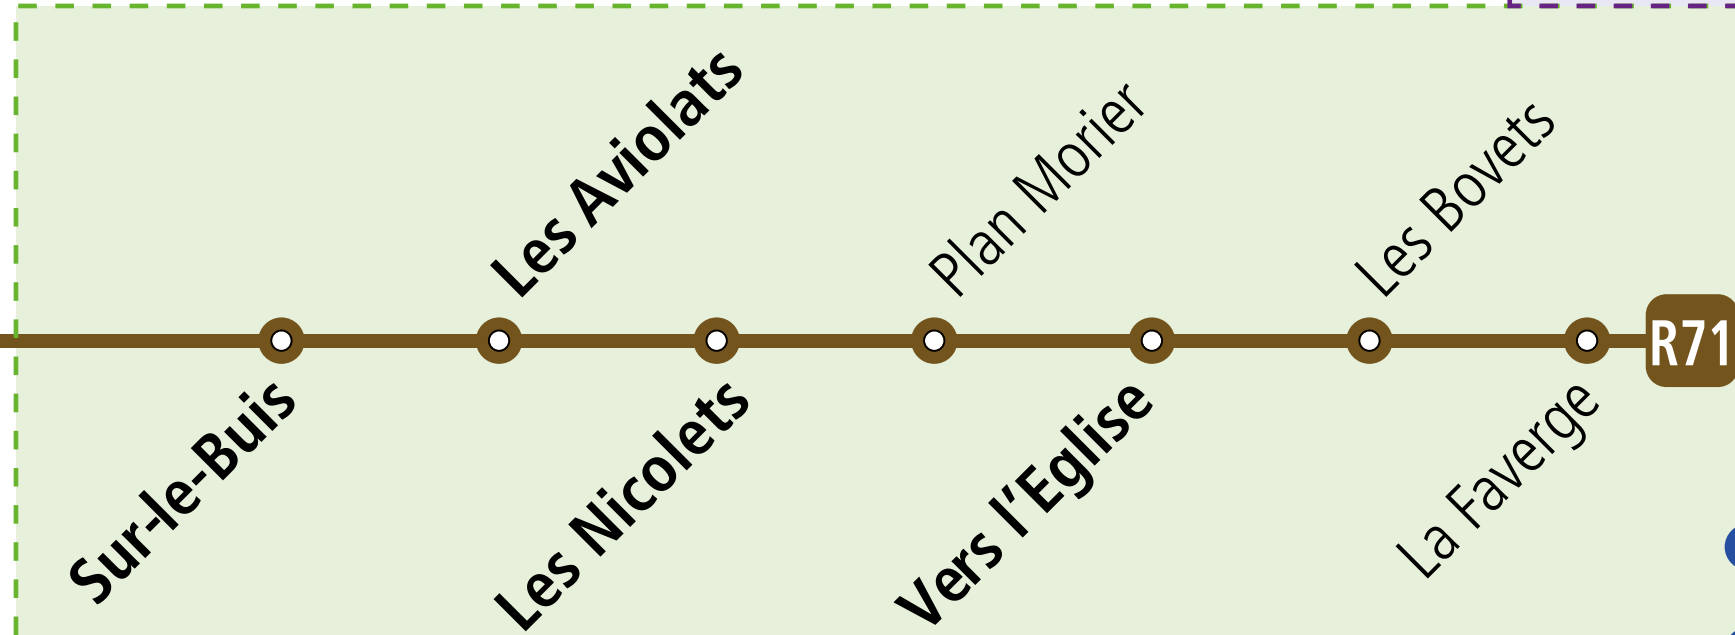 Sur-le-Buis
Les Aviolats
Les Nicolets
Plan Morier
Vers l’Eglise
Les Bovets
La Faverge
R71